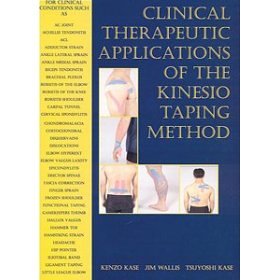 FOR CLINICAL
CONDITIONS SUCH
AS
AC JOINT
ACHILLES TENDONITIS
ACL
ADDUCTOR STRAIN
ANKLE LATERAL SPRAIN
ANKLE MEDIAL SPRAIN
BICEP TENDONITIS
BRACHIAL PLEXUS
BURSITIS OF THE ELBOW
BURSITIS OF THE KNEE
BURSITIS SHOULDER
CARPAL TUNNEL
CERVICAL SPONDYLITIS
CHONDROMALACIA
COSTOCHONDRAL
DEQUERVAIN'S
DISLOCATIONS
ELBOW HYPEREXT
ELBOW VALGUS LAXITY
EPICONDYLITIS
ERECTOR SPINAE
FASCIA CORRECTION
FINGER SPRAIN
FROZEN SHOULDER
FUNCTIONAL TAPING
GAMEKEEPERS THUMB
HALLUX VALGUS
HAMMER TOE
HAMSTRING STRAIN
HEADACHE
HIP POINTER
ILIOTIBIAL BAND
LIGAMENT TAPING
LITTLE LEAGUE ELBOW
CLINICAL
THERAPEUTIC
APPLICATIONS
OF THE
KINESIO
TAPING
METHOD
KENZO KASE JIM WALLIS TSUYOSHI KASE